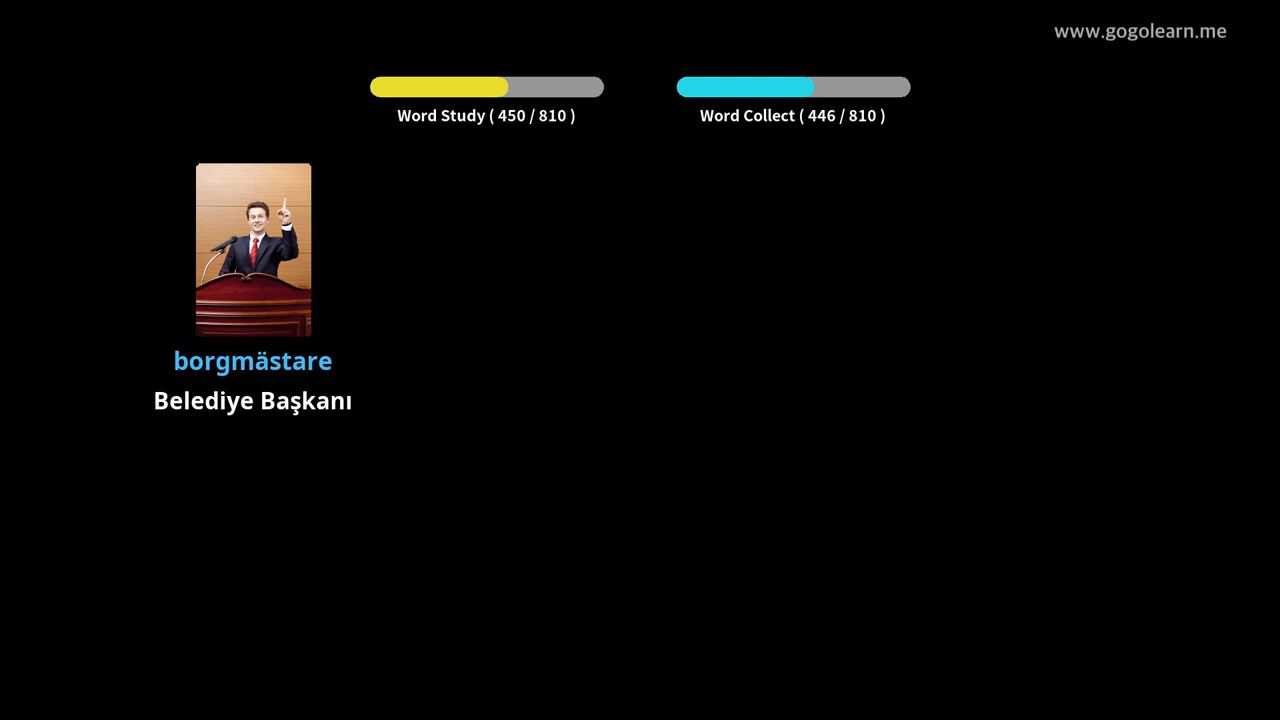 www.gogolearn.me
Word Study ( 450 / 810 )
Word Collect ( 446 / 810 )
borgmästare
Belediye Başkanı